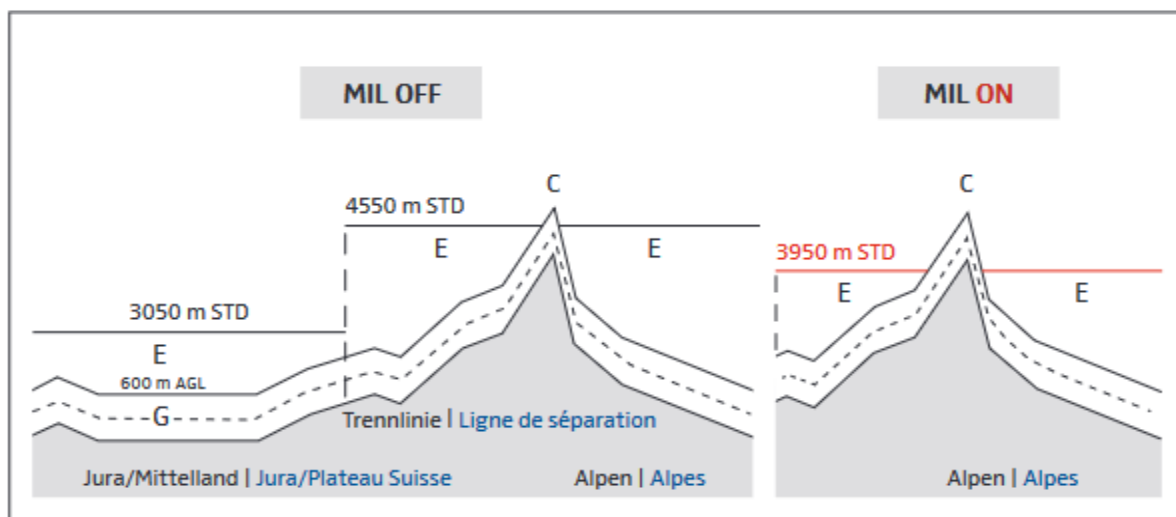 MIL OFF
MIL ON
C
C
4550 m STD
E
E
3950 m STD
E
E
3050 m STD
E
600 m AGL
G
Trennlinie | Ligne de séparation
Jura/Mittelland | Jura/Plateau Suisse
Alpen | Alpes
Alpen | Alpes